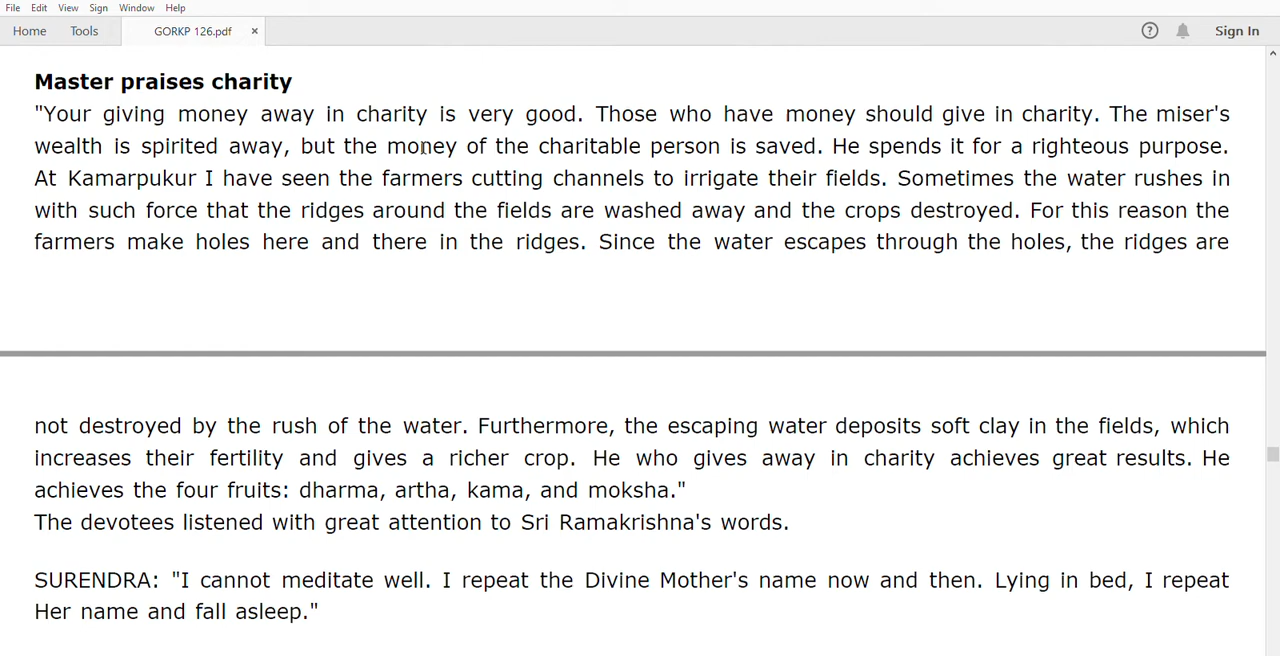 File Edit View Sign Window Help
Home Tools GORKP 126.pdf × ? Sign In
Master praises charity
"Your giving money away in charity is very good. Those who have money should give in charity. The miser's
wealth is spirited away, but the money of the charitable person is saved. He spends it for a righteous purpose.
At Kamarpukur I have seen the farmers cutting channels to irrigate their fields. Sometimes the water rushes in
with such force that the ridges around the fields are washed away and the crops destroyed. For this reason the
farmers make holes here and there in the ridges. Since the water escapes through the holes, the ridges are
not destroyed by the rush of the water. Furthermore, the escaping water deposits soft clay in the fields, which
increases their fertility and gives a richer crop. He who gives away in charity achieves great results. He
achieves the four fruits: dharma, artha, kama, and moksha."
The devotees listened with great attention to Sri Ramakrishna's words.
SURENDRA: "I cannot meditate well. I repeat the Divine Mother's name now and then. Lying in bed, I repeat
Her name and fall asleep."